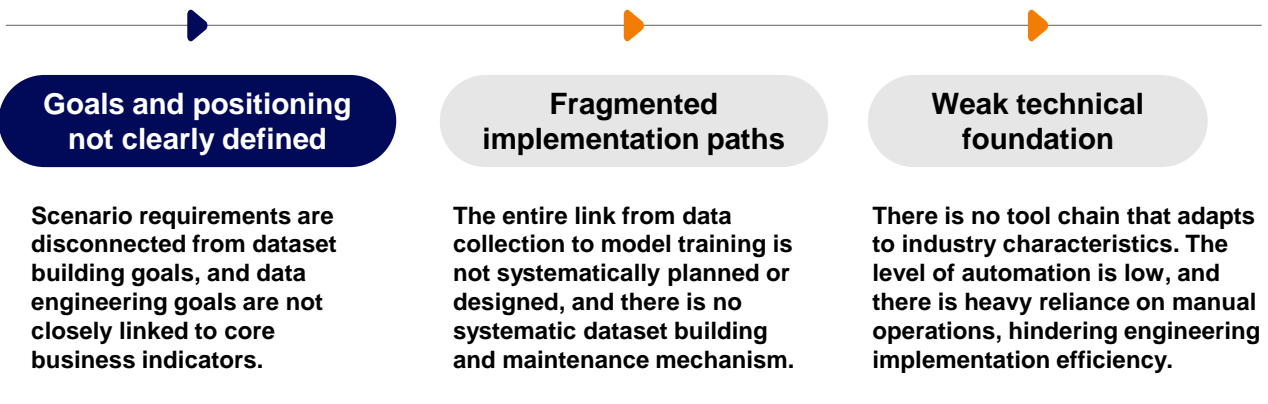 Goals and positioning
not clearly defined
Scenario requirements are
disconnected from dataset
building goals, and data
engineering goals are not
closely linked to core
business indicators.
Fragmented
implementation paths
The entire link from data
collection to model training is
not systematically planned or
designed, and there is no
systematic dataset building
and maintenance mechanism.
Weak technical
foundation
There is no tool chain that adapts
to industry characteristics. The
level of automation is low, and
there is heavy reliance on manual
operations, hindering engineering
implementation efficiency.